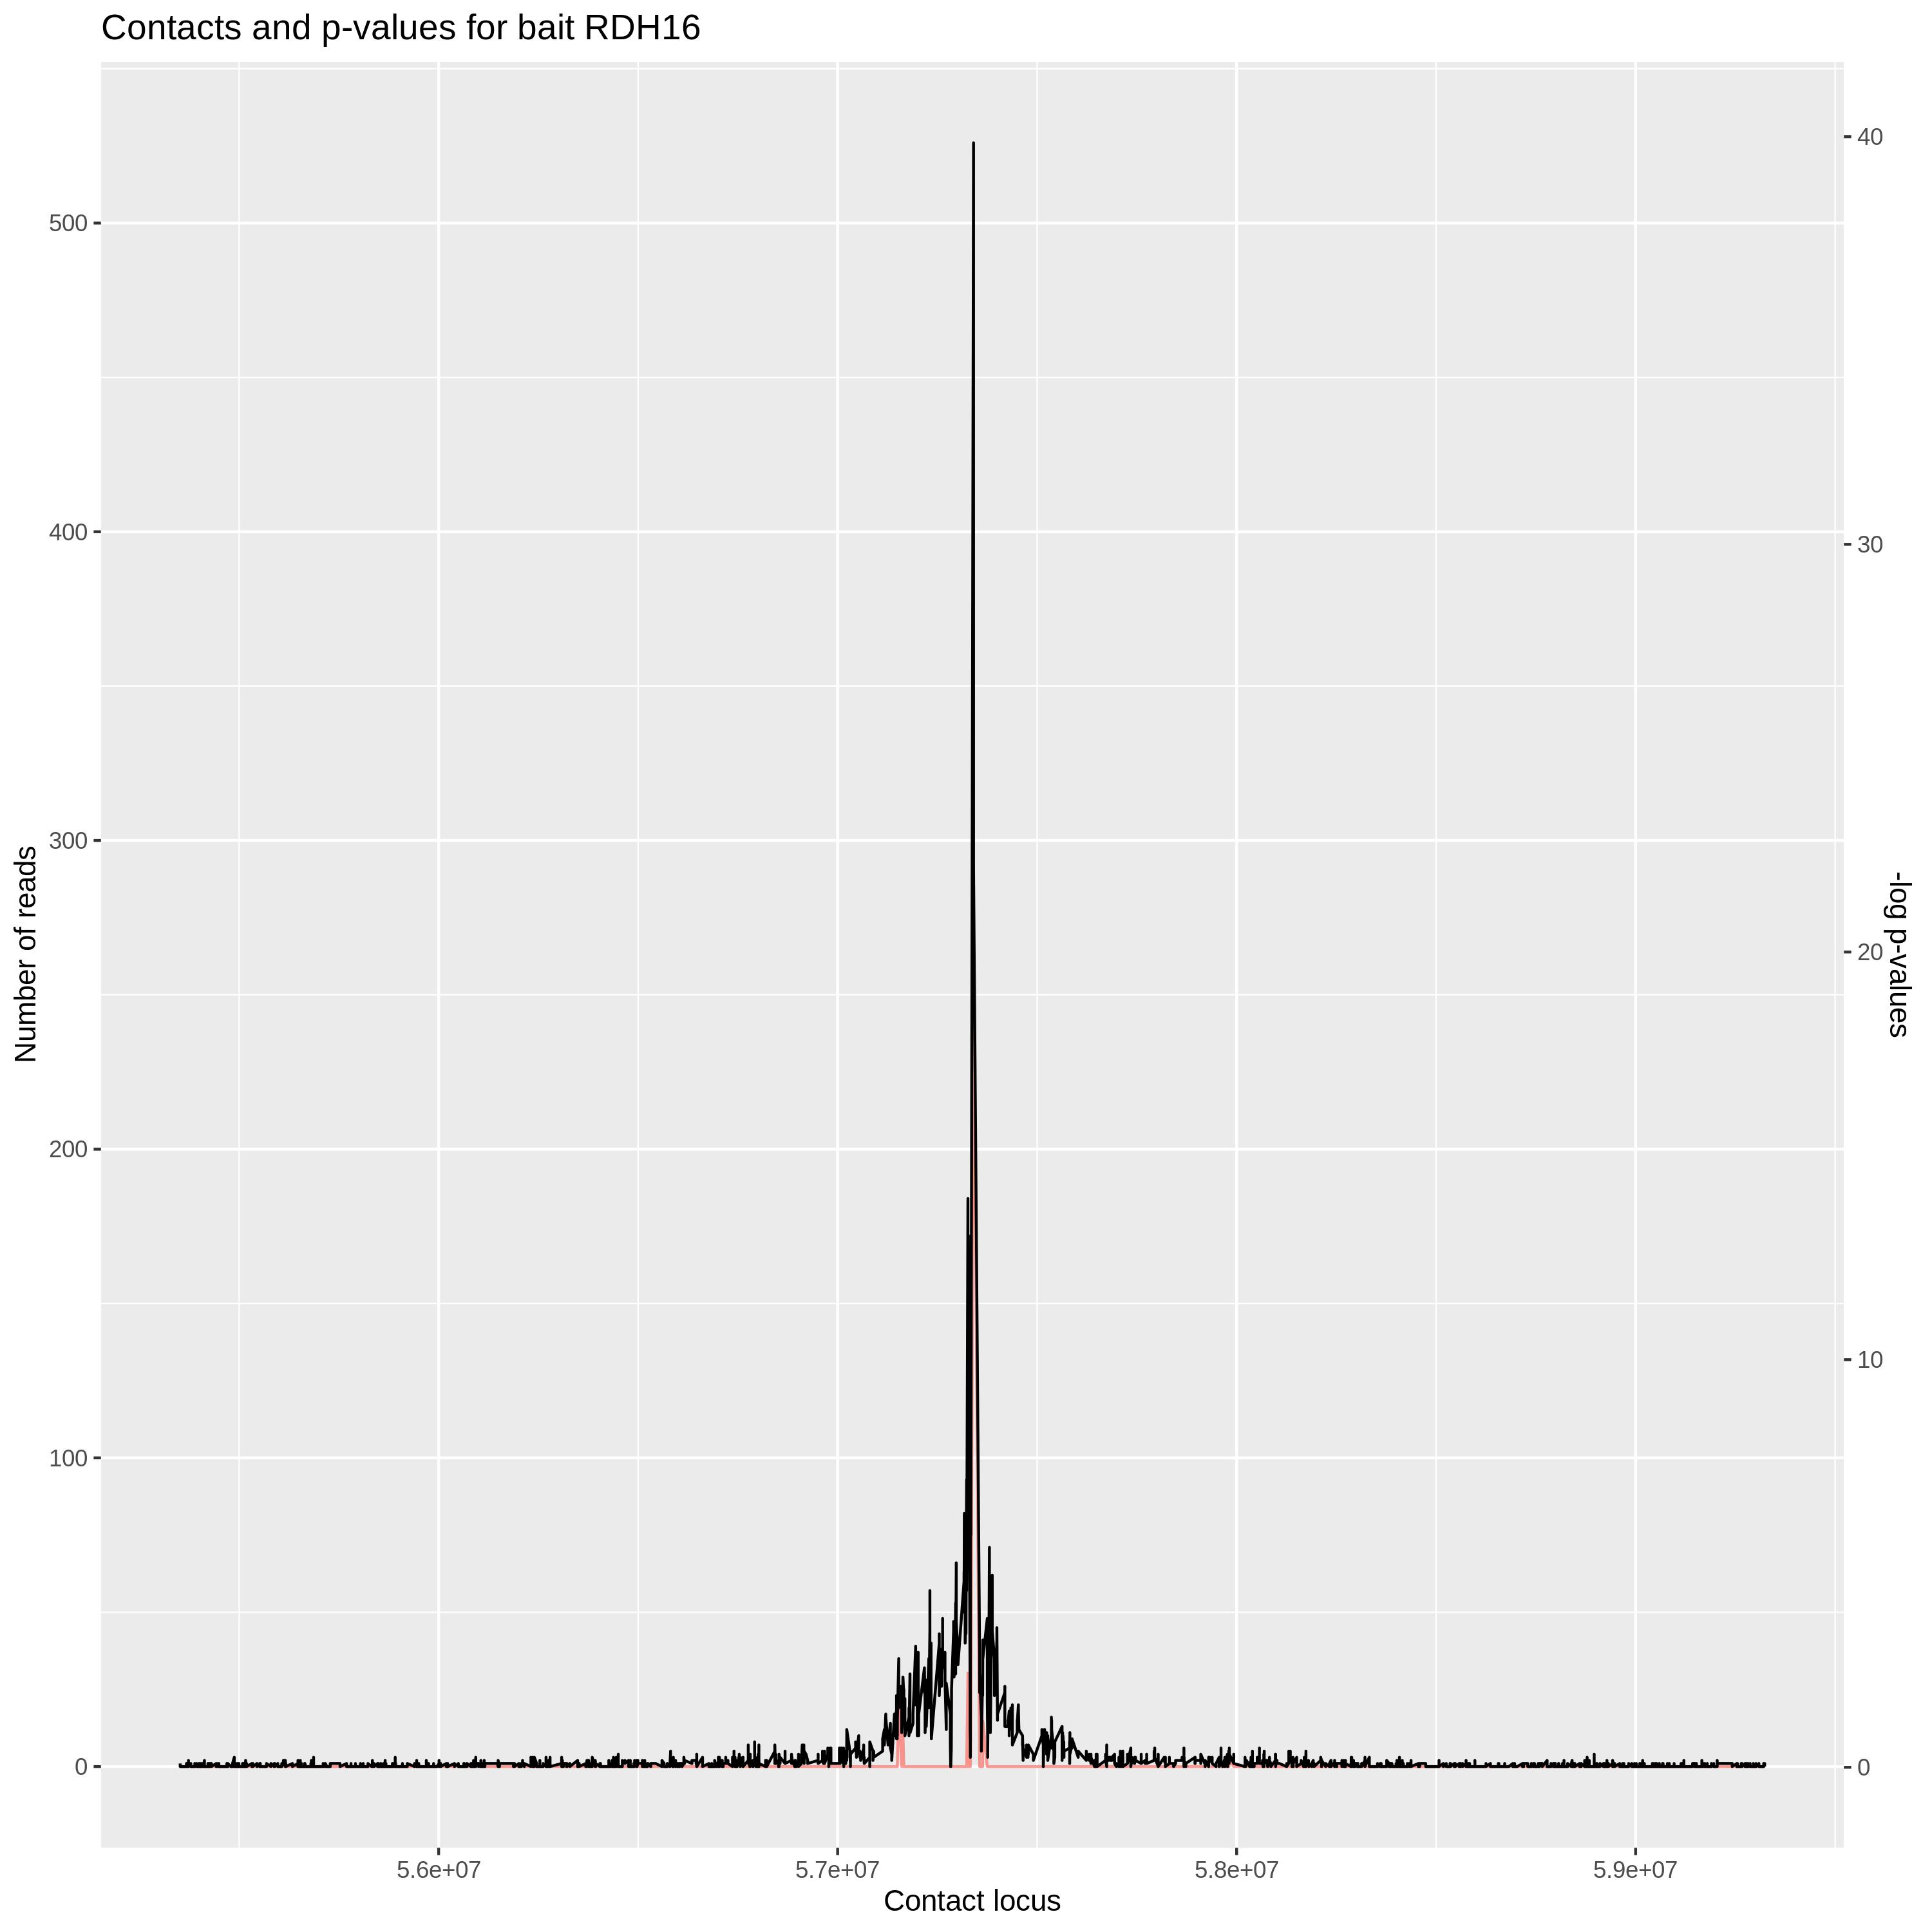 Contacts and p-values for bait RDH16
500
400
300
200
100
0
Number of reads
40
30
20
10
0
-log p-values
5.6e+07
5.7e+07
5.8e+07
5.9e+07
Contact locus